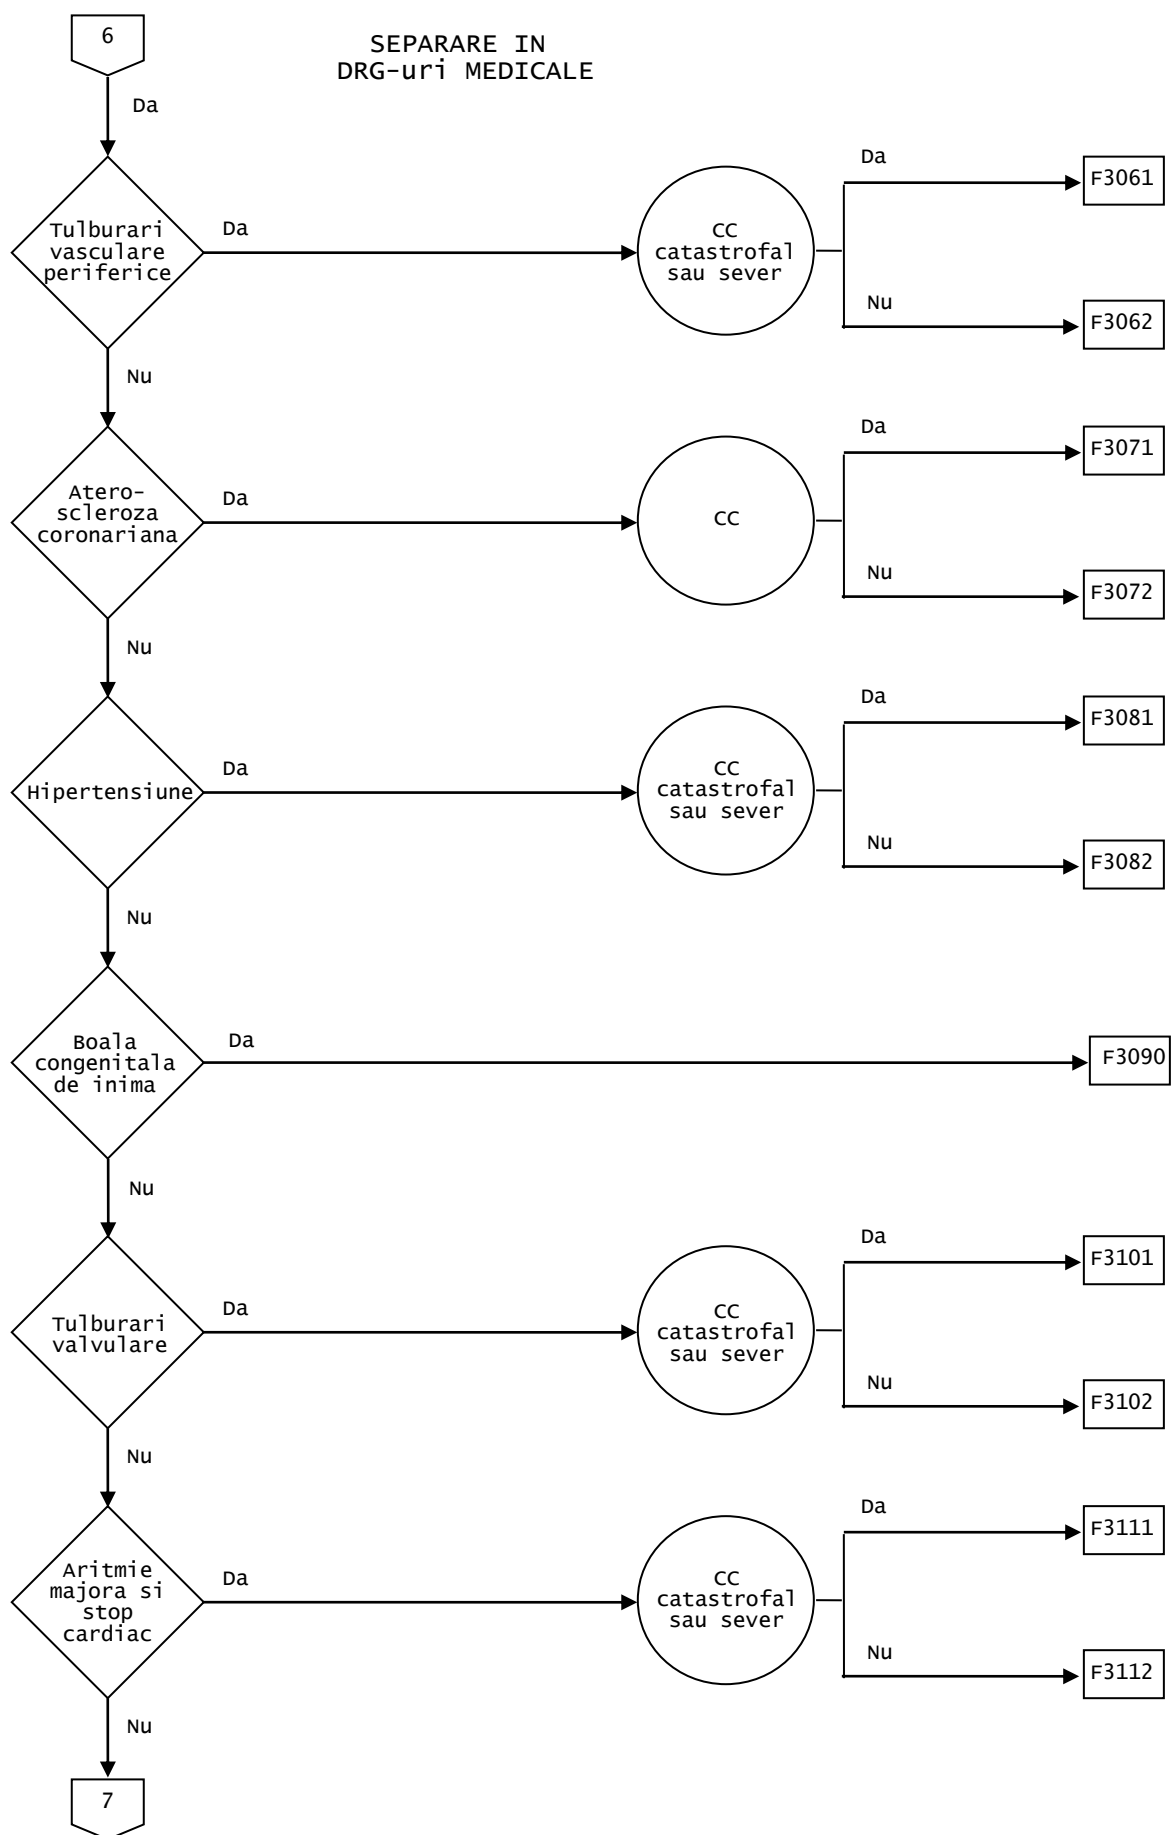 6
SEPARARE IN
DRG-uri MEDICALE
Da
Tulburari
vasculare
periferice
Da
CC
catastrofal
sau sever
Da
F3061
Nu
F3062
Nu
Atero-
scleroza
coronariana
Da
CC
Da
F3071
Nu
F3072
Nu
Hipertensiune
Da
CC
catastrofal
sau sever
Da
F3081
Nu
F3082
Nu
Boala
congenitala
de inima
Da
F3090
Nu
Tulburari
valvulare
Da
CC
catastrofal
sau sever
Da
F3101
Nu
F3102
Nu
Aritmie
majora si
stop
cardiac
Da
CC
catastrofal
sau sever
Da
F3111
Nu
F3112
Nu
7